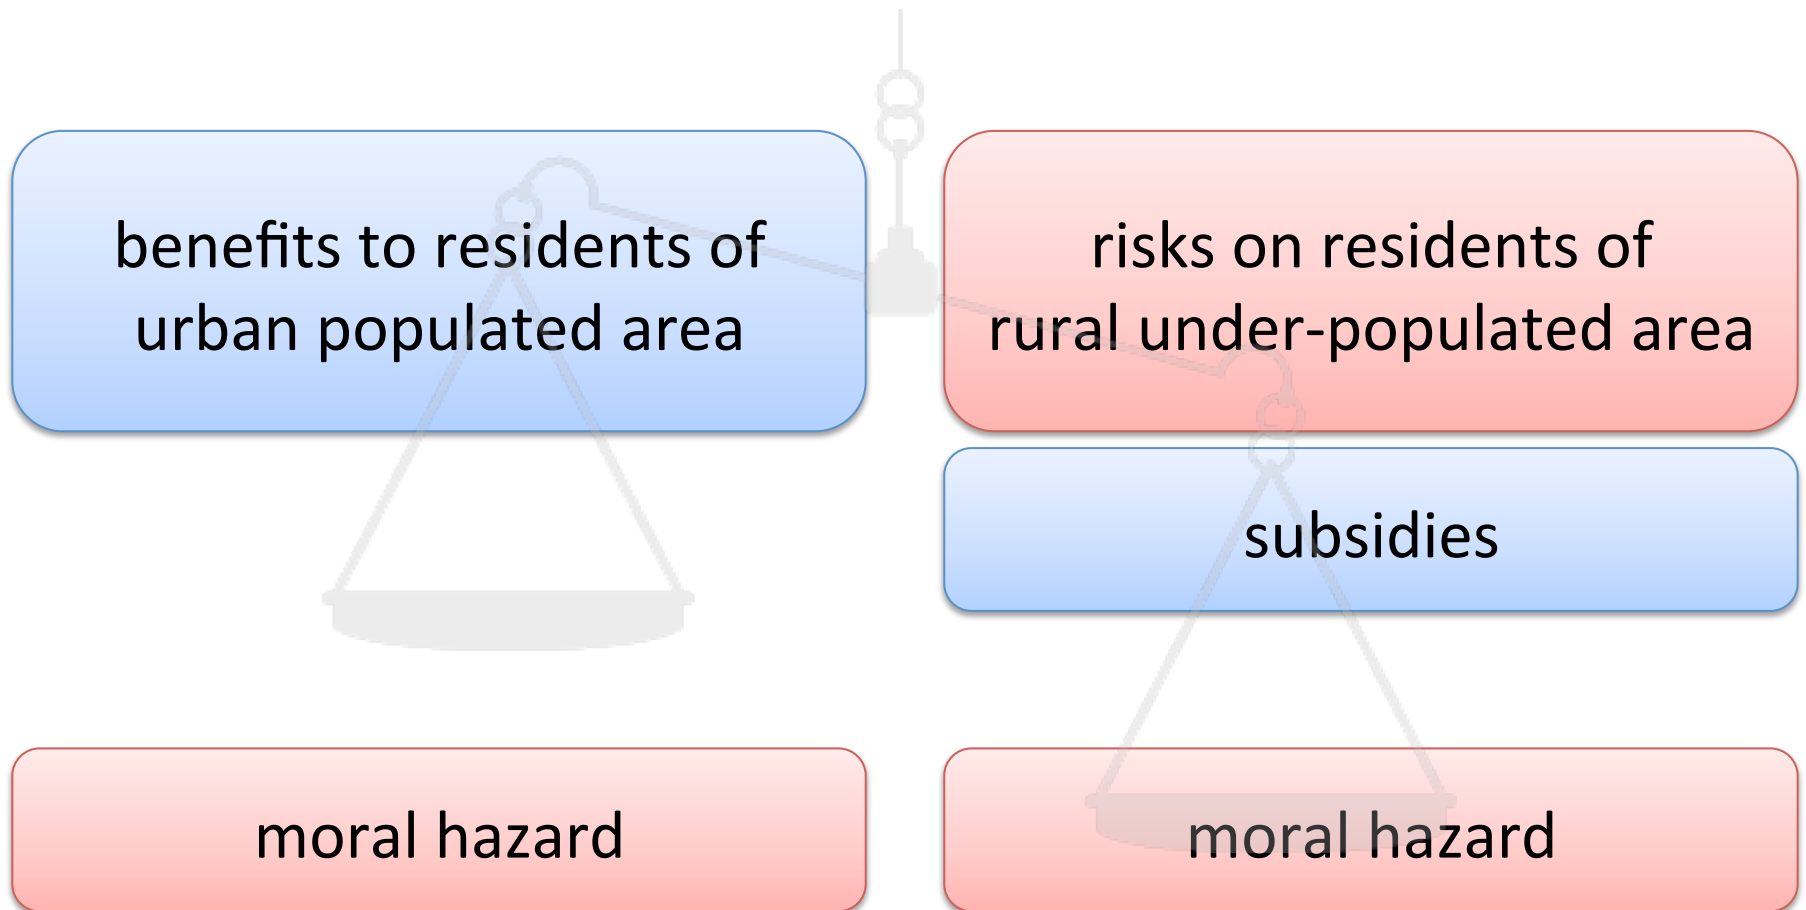 benefits to residents of
urban populated area
risks on residents of
rural under-populated area
subsidies
moral hazard
moral hazard